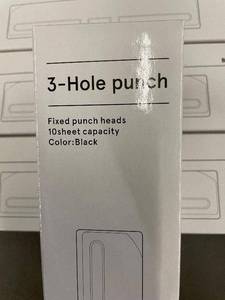 3-Hole punch
Fixed punch heads
10sheet capacity
Color:Black